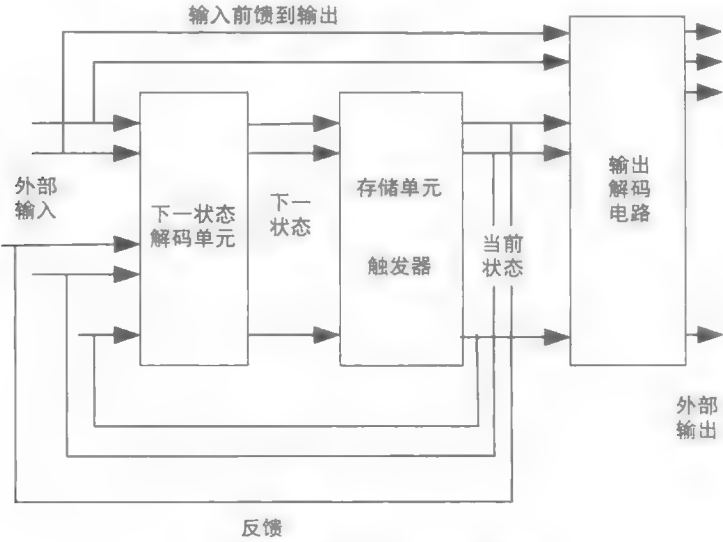 输入前馈到输出
外部
输入
下一状态
解码单元
下一
状态
存储单元
触发器
当前
状态
输出
解码
电路
外部
输出
反馈